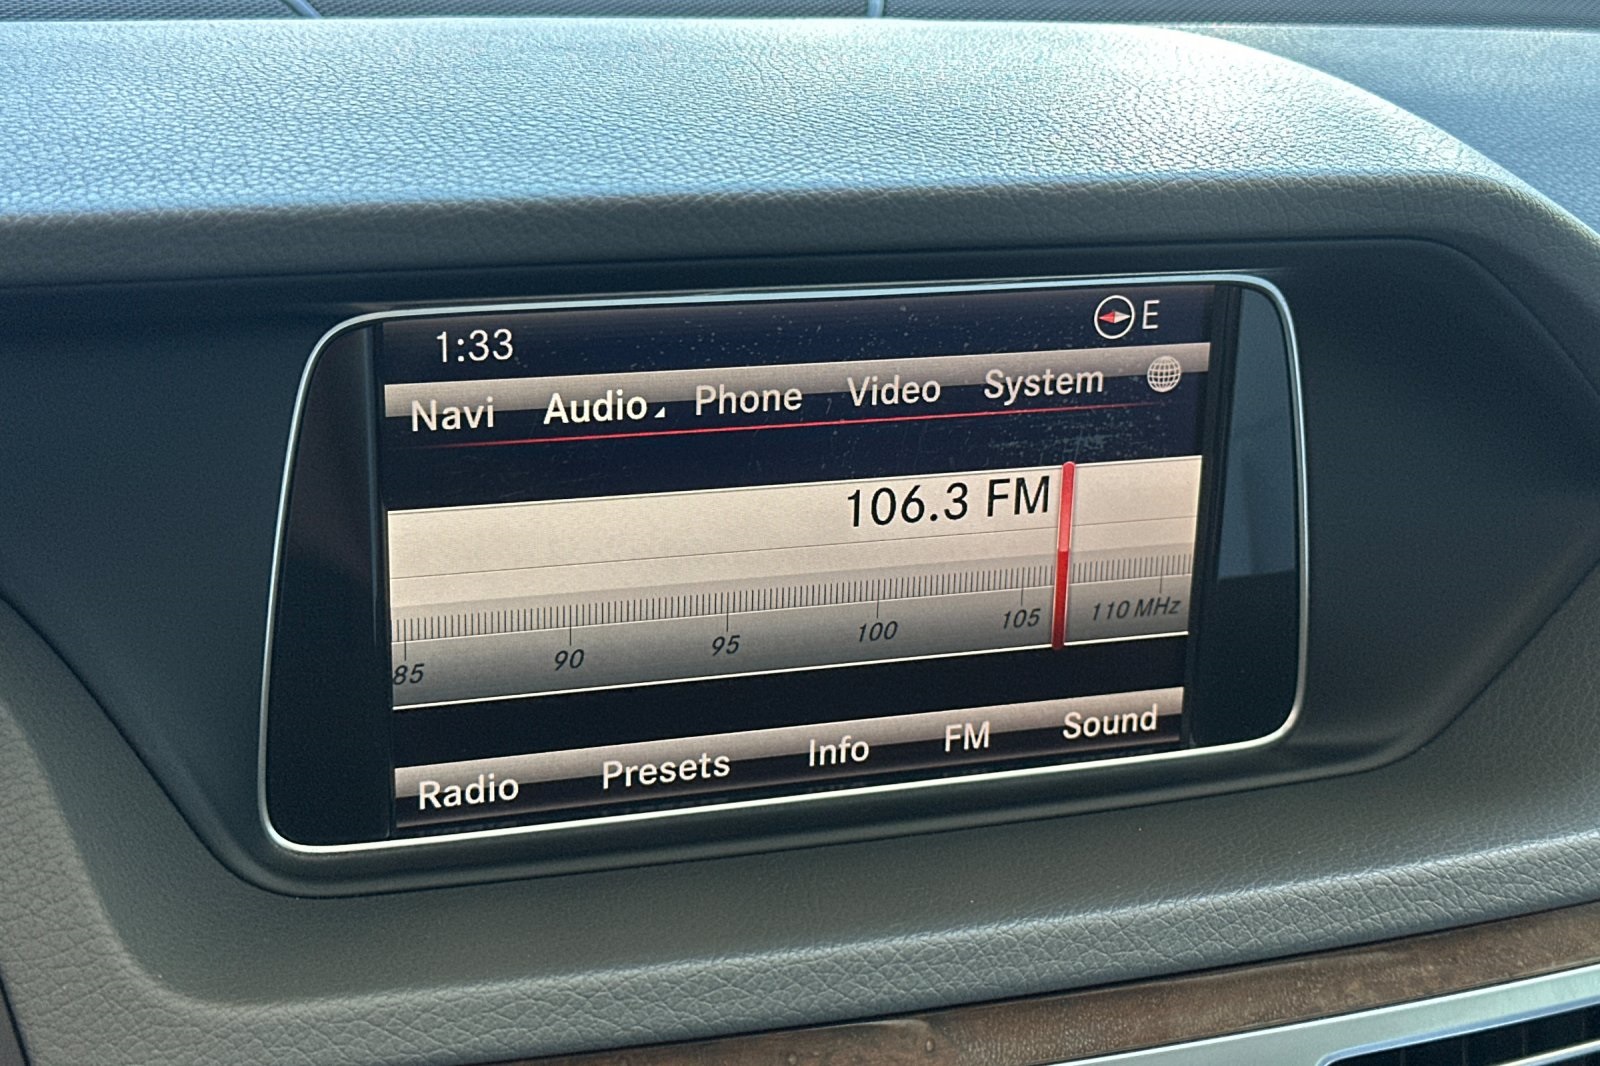 1:33 E
Navi Audio Phone Video System
106.3 FM
85 90 95 100 105 110 MHz
Radio Presets Info FM Sound